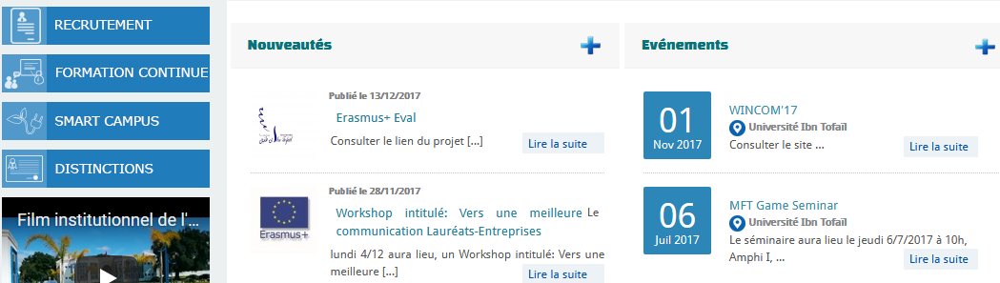 RECRUTEMENT
FORMATION CONTINUE
SMART CAMPUS
DISTINCTIONS
Film institutionnel de l'...
Nouveautés
Publié le 13/12/2017
Erasmus+ Eval
Consulter le lien du projet [...]
Lire la suite
Publié le 28/11/2017
Erasmus+
Workshop intitulé: Vers une meilleure Le
communication Lauréats-Entreprises
lundi 4/12 aura lieu, un Workshop intitulé: Vers une
meilleure [...]
Lire la suite
Evénements
01
Nov 2017
WINCOM'17
Université Ibn Tofaïl
Consulter le site ...
Lire la suite
06
Juil 2017
MFT Game Seminar
Université Ibn Tofaïl
Le séminaire aura lieu le jeudi 6/7/2017 à 10h,
Amphi I, ...
Lire la suite